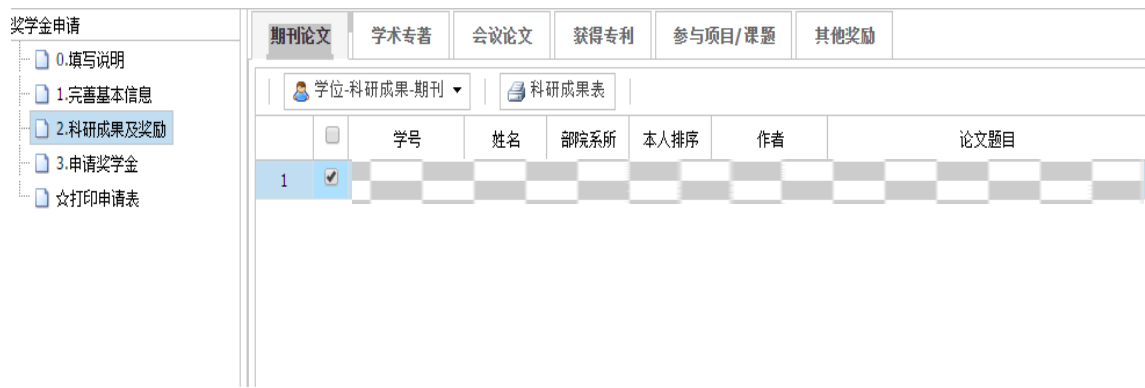 奖学金申请
0.填写说明
1.完善基本信息
2.科研成果及奖励
3.申请奖学金
☆打印申请表
期刊论文 学术专著 会议论文 获得专利 参与项目/课题 其他奖励
学位-科研成果-期刊 科研成果表
学号 姓名 部院系所 本人排序 作者 论文题目
1